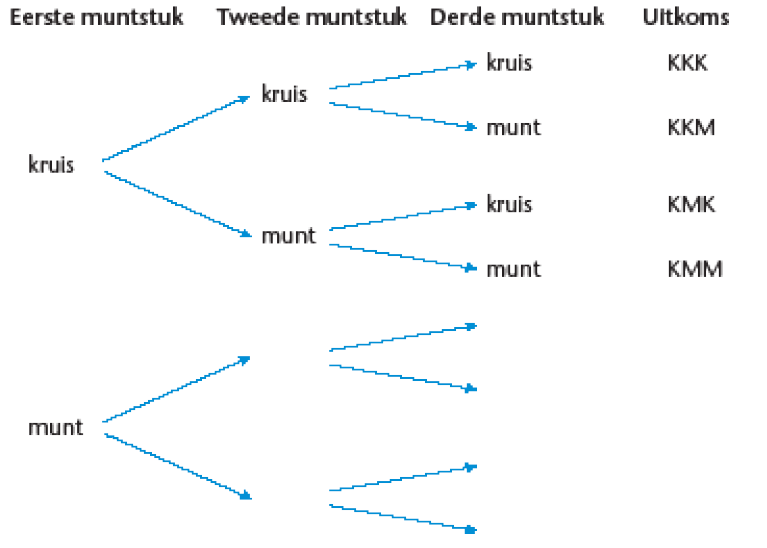 Eerste muntstuk Tweede muntstuk Derde muntstuk Uitkoms
kruis KKK
kruis
munt KKM
kruis
kruis KMK
munt
munt KMM
munt